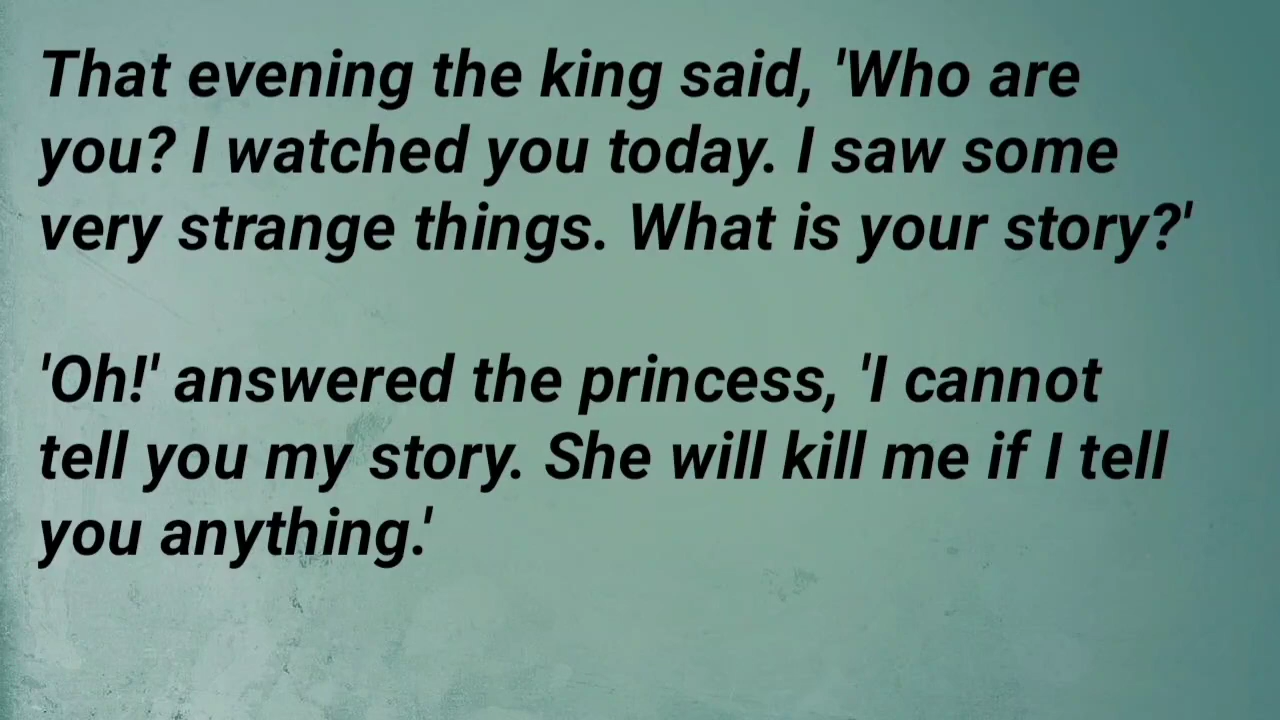 That evening the king said, 'Who are
you? I watched you today. I saw some
very strange things. What is your story?'
'Oh!' answered the princess, 'I cannot
tell you my story. She will kill me if I tell
you anything.'